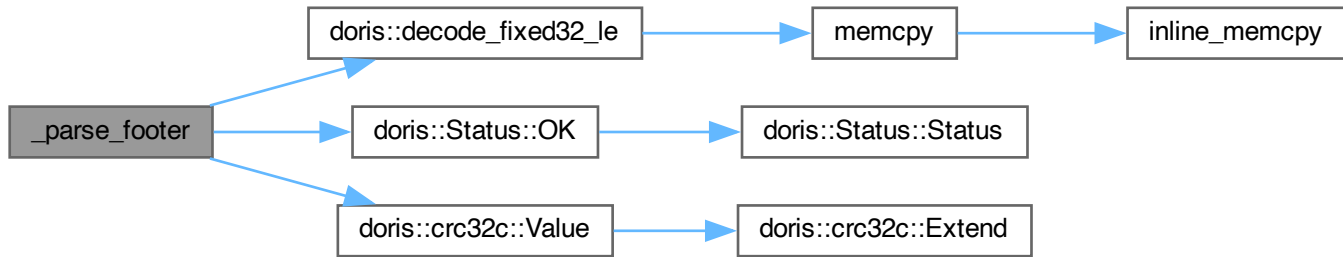 doris::decode_fixed32_le
memcpy
inline_memcpy
_parse_footer
doris::Status::OK
doris::Status::Status
doris::crc32c::Value
doris::crc32c::Extend